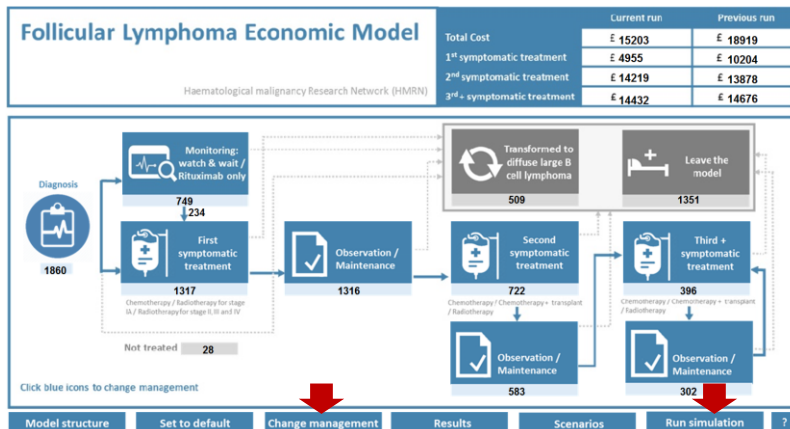 Follicular Lymphoma Economic Model
Haematological malignancy Research Network (HMRN)
Current run Previous run
Total Cost £ 15203 £ 18919
1st symptomatic treatment £ 4955 £ 10204
2nd symptomatic treatment £ 14219 £ 13878
3rd+ symptomatic treatment £ 14432 £ 14676
Diagnosis
1860
Monitoring:
watch & wait /
Rituximab only
749
234
First
symptomatic
treatment
1317
Chemotherapy / Radiotherapy for stage
IA / Radiotherapy for stage II, III and IV
Not treated 28
Observation /
Maintenance
1316
Transformed to
diffuse large B
cell lymphoma
509
Leave the
model
1351
Second
symptomatic
treatment
722
Chemotherapy / Chemotherapy + transplant
/ Radiotherapy
Observation /
Maintenance
583
Third +
symptomatic
treatment
396
Chemotherapy / Chemotherapy + transplant
/ Radiotherapy
Observation /
Maintenance
302
Click blue icons to change management
Model structure Set to default Change management Results Scenarios Run simulation ?